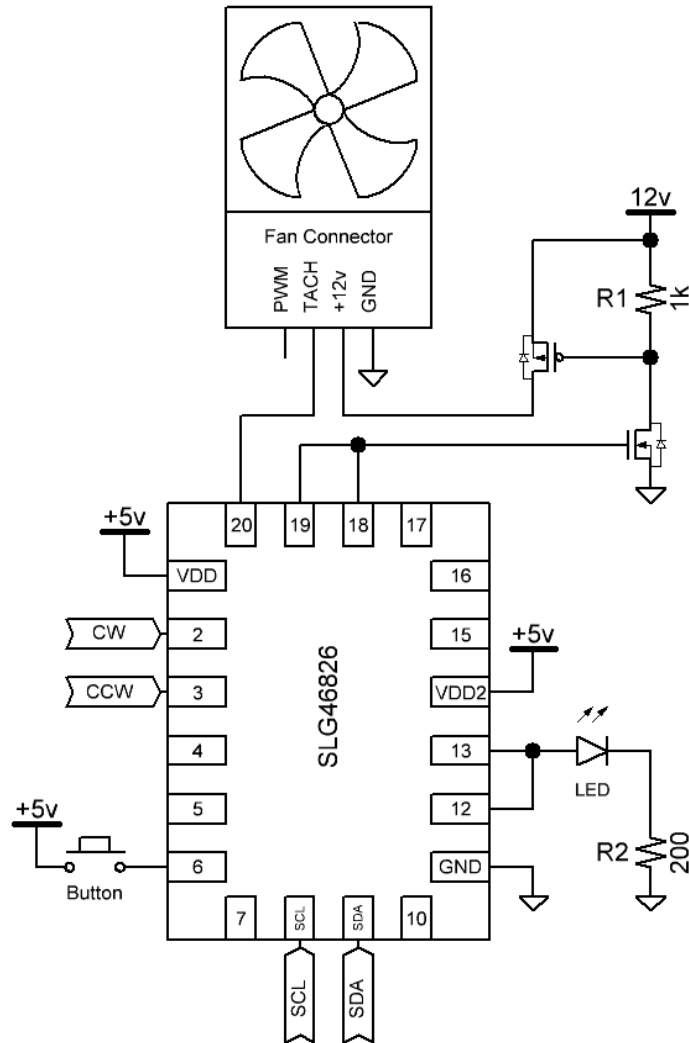 Fan Connector
PWM
TACH
+12v
GND
12v
R1
1k
20
19
18
17
+5v
VDD
16
CW
2
15
+5v
CCW
3
VDD2
SLG46826
4
13
LED
5
12
+5v
Button
6
GND
R2
200
7
SCL
SDA
10
SCL
SDA